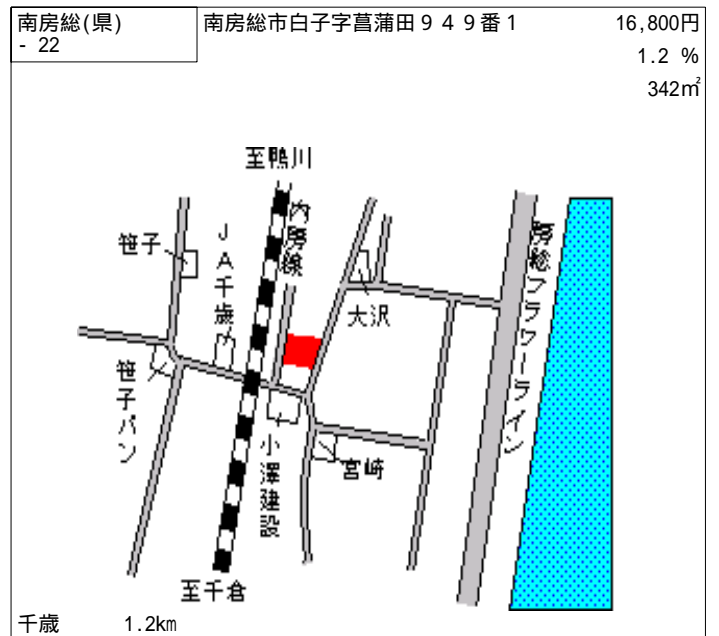 南房総(県)
- 22
南房総市白子字菖蒲田949番1
16,800円
1.2 %
342㎡
至鴨川
内房線
笹子
JA千歳
大沢
房総フラワーライン
笹子パン
小澤建設
宮崎
至千倉
千歳 1.2km